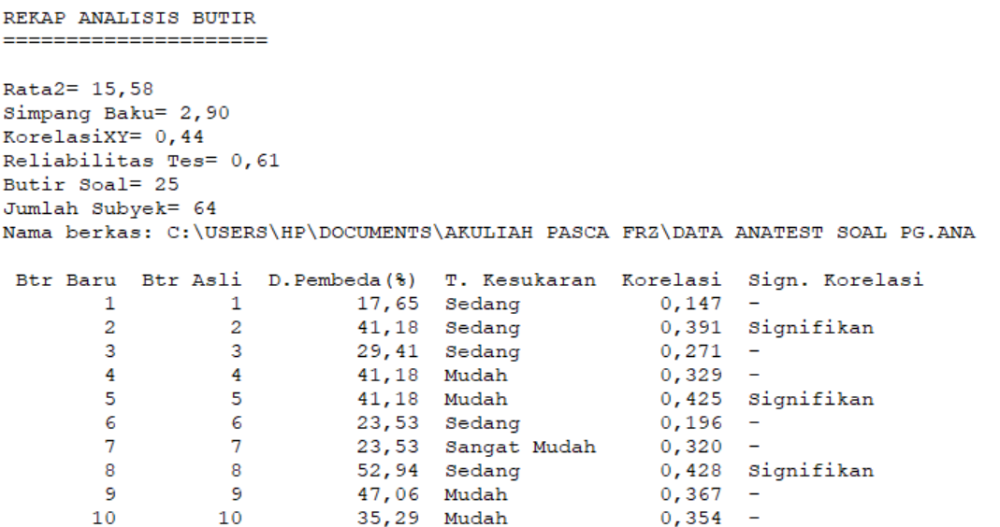 REKAP ANALISIS BUTIR
=====================
Rata2= 15,58
Simpang Baku= 2,90
KorelasiXY= 0,44
Reliabilitas Tes= 0,61
Butir Soal= 25
Jumlah Subyek= 64
Nama berkas: C:\USERS\HP\DOCUMENTS\AKULIAH PASCA FRZ\DATA ANATEST SOAL PG.ANA
Btr Baru  Btr Asli  D.Pembeda(%)  T. Kesukaran  Korelasi  Sign. Korelasi
1  1  17,65  Sedang  0,147  -
2  2  41,18  Sedang  0,391  Signifikan
3  3  29,41  Sedang  0,271  -
4  4  41,18  Mudah  0,329  -
5  5  41,18  Mudah  0,425  Signifikan
6  6  23,53  Sedang  0,196  -
7  7  23,53  Sangat Mudah  0,320  -
8  8  52,94  Sedang  0,428  Signifikan
9  9  47,06  Mudah  0,367  -
10  10  35,29  Mudah  0,354  -